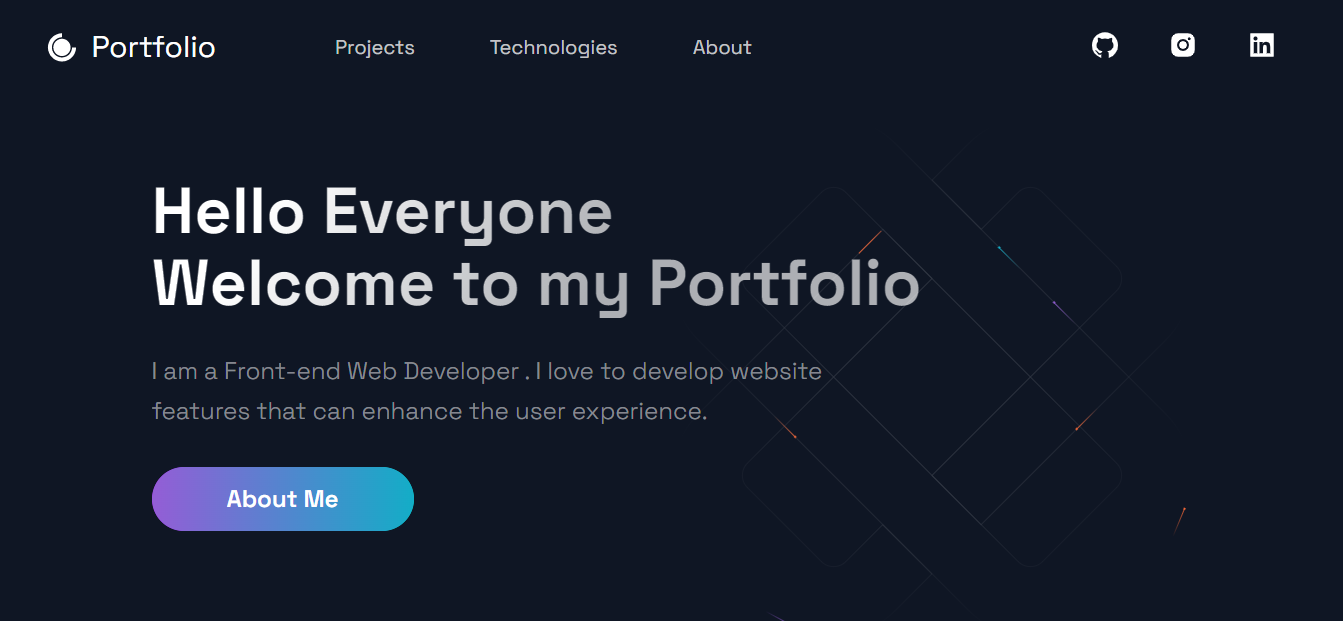 Portfolio Projects Technologies About
Hello Everyone
Welcome to my Portfolio
I am a Front-end Web Developer . I love to develop website
features that can enhance the user experience.
About Me